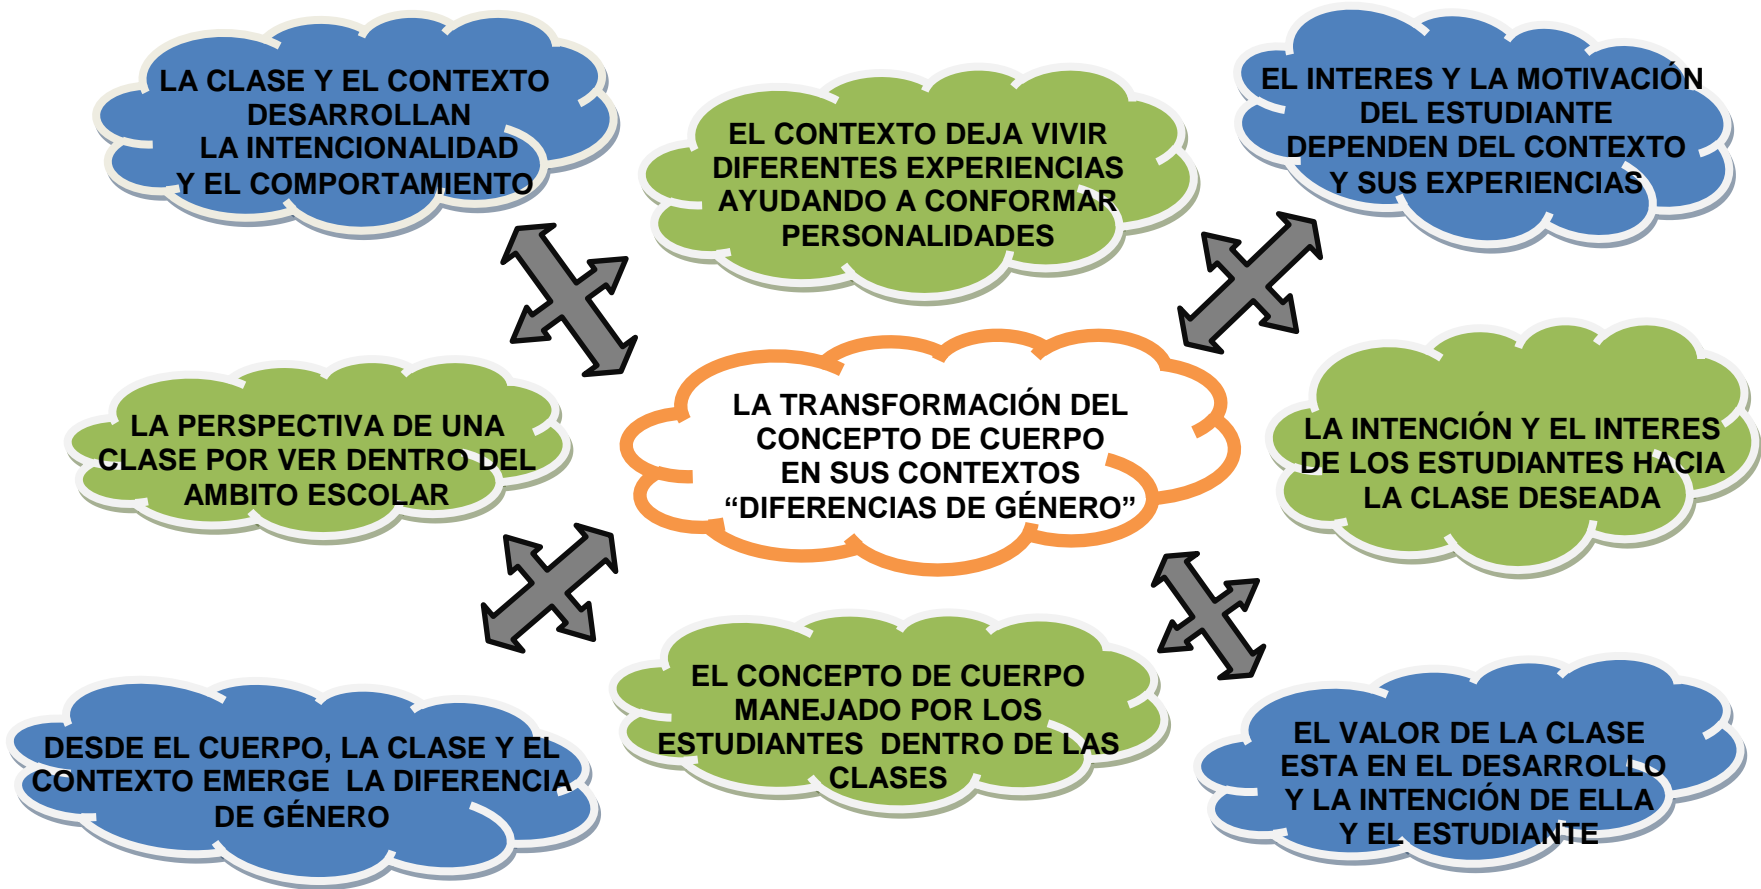 LA CLASE Y EL CONTEXTO
DESARROLLAN
LA INTENCIONALIDAD
Y EL COMPORTAMIENTO
EL CONTEXTO DEJA VIVIR
DIFERENTES EXPERIENCIAS
AYUDANDO A CONFORMAR
PERSONALIDADES
EL INTERES Y LA MOTIVACIÓN
DEL ESTUDIANTE
DEPENDEN DEL CONTEXTO
Y SUS EXPERIENCIAS
LA PERSPECTIVA DE UNA
CLASE POR VER DENTRO DEL
AMBITO ESCOLAR
LA TRANSFORMACIÓN DEL
CONCEPTO DE CUERPO
EN SUS CONTEXTOS
“DIFERENCIAS DE GÉNERO”
LA INTENCIÓN Y EL INTERES
DE LOS ESTUDIANTES HACIA
LA CLASE DESEADA
DESDE EL CUERPO, LA CLASE Y EL
CONTEXTO EMERGE LA DIFERENCIA
DE GÉNERO
EL CONCEPTO DE CUERPO
MANEJADO POR LOS
ESTUDIANTES DENTRO DE LAS
CLASES
EL VALOR DE LA CLASE
ESTA EN EL DESARROLLO
Y LA INTENCIÓN DE ELLA
Y EL ESTUDIANTE